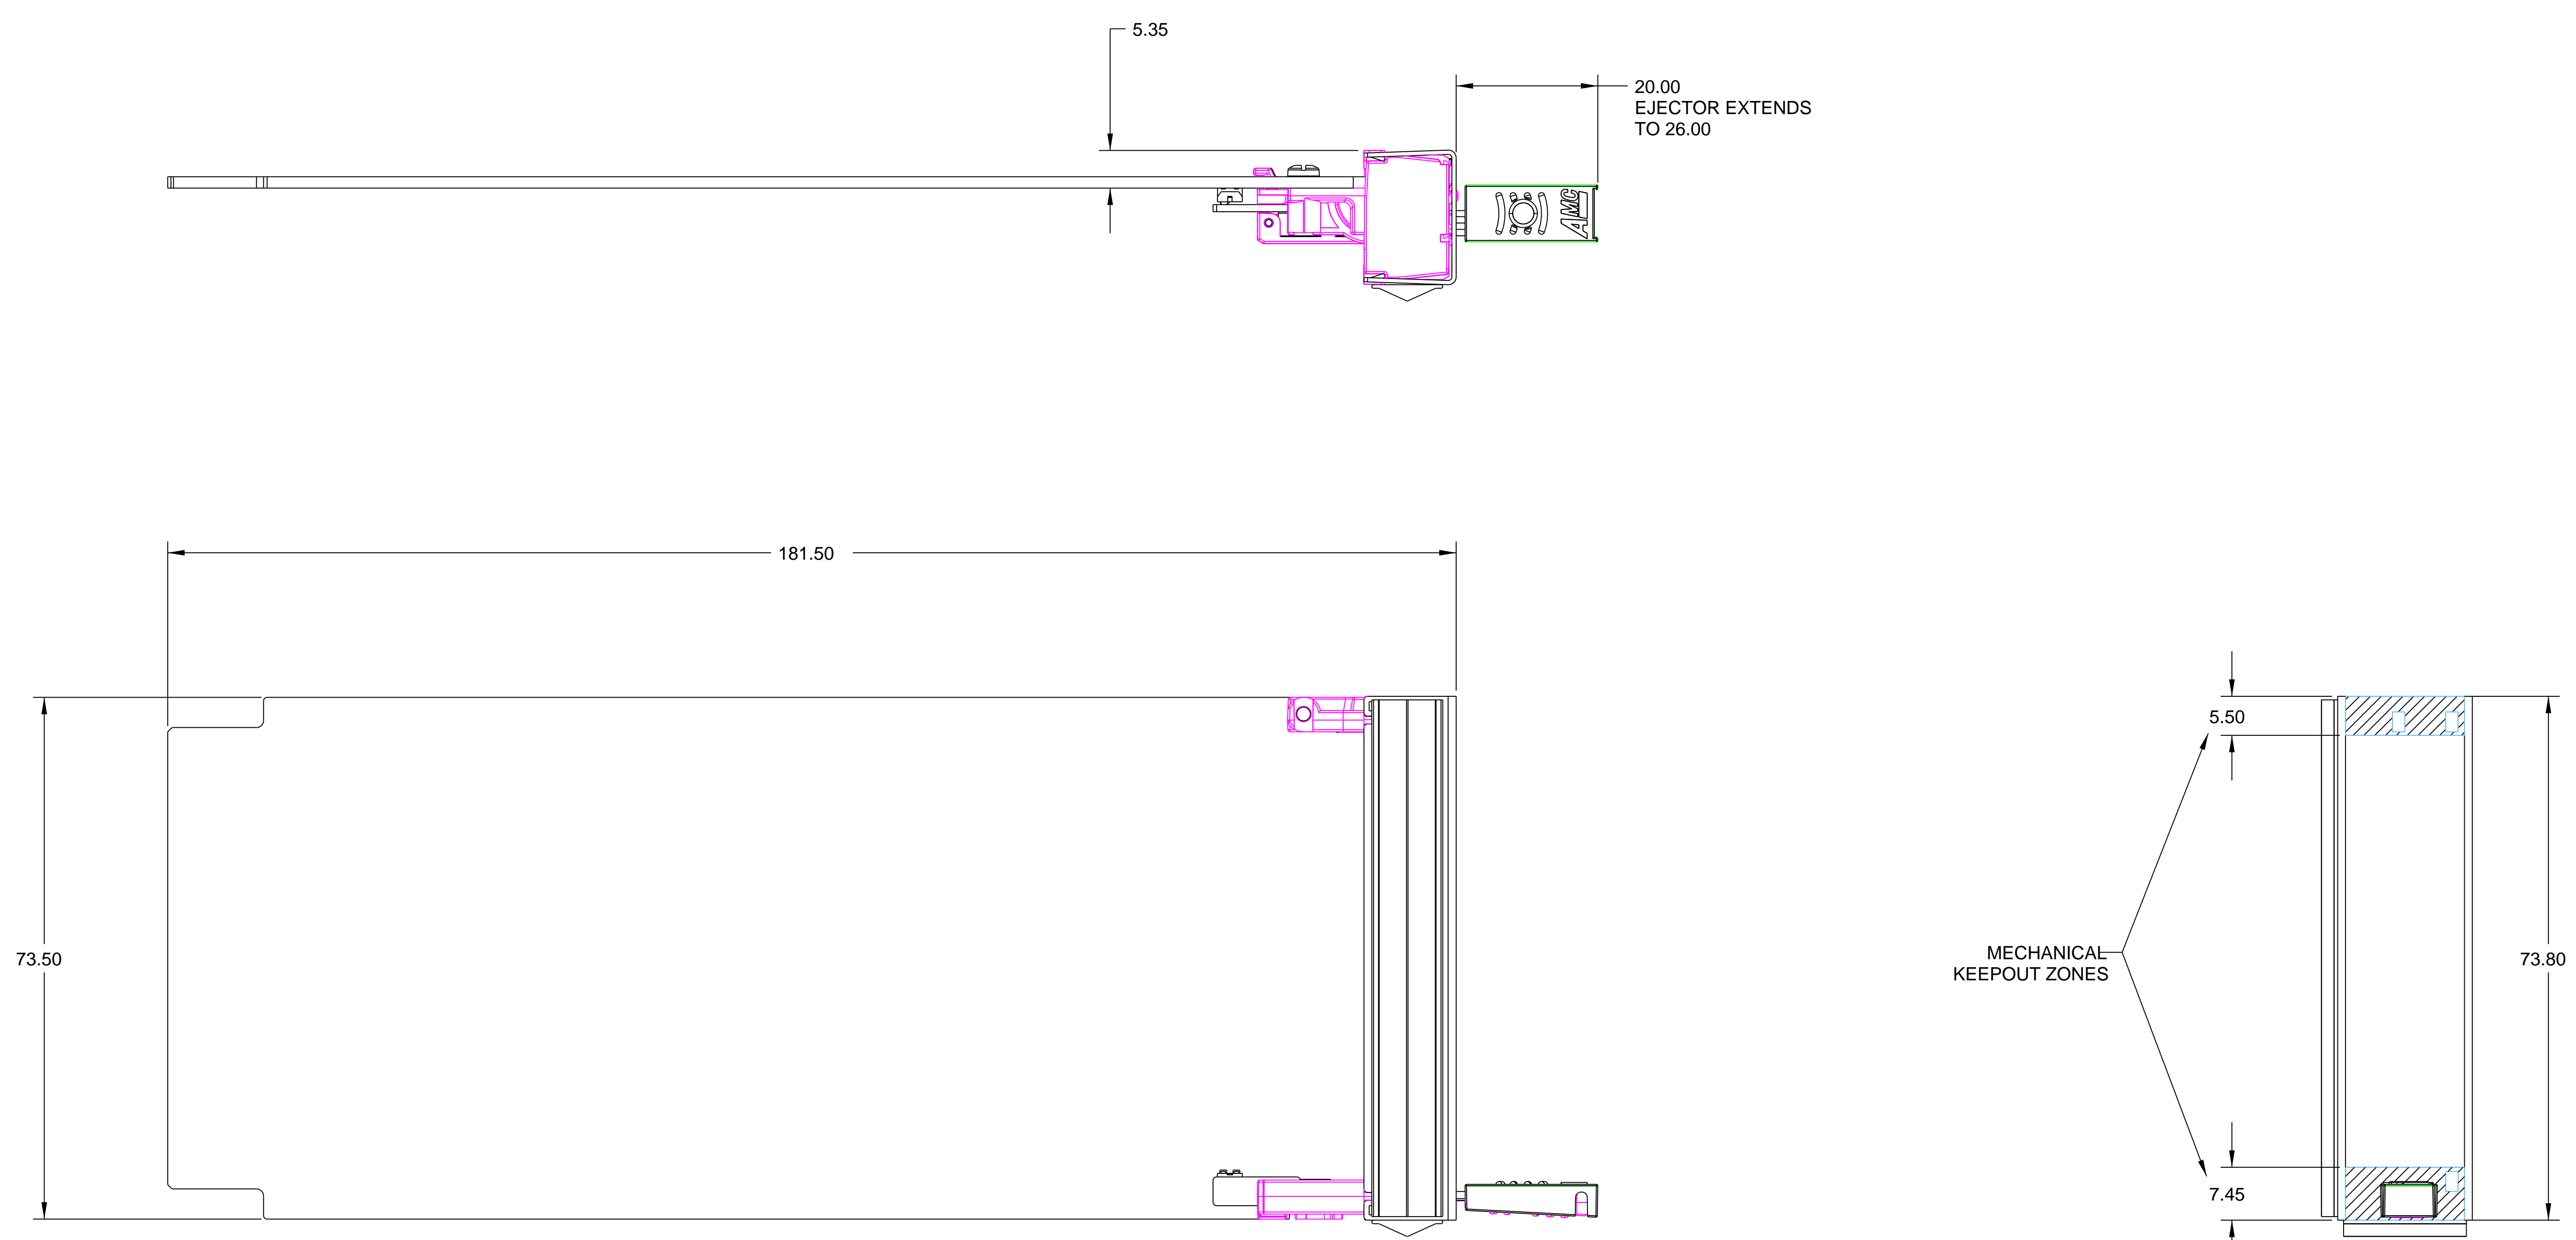 5.35
20.00
EJECTOR EXTENDS
TO 26.00
AMC
181.50
73.50
5.50
MECHANICAL
KEEPOUT ZONES
73.80
7.45